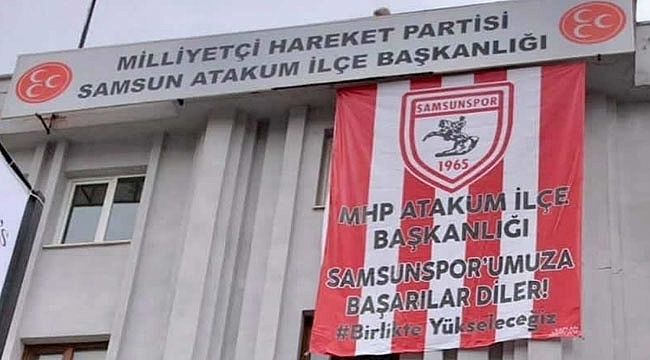 MİLLİYETÇİ HAREKET PARTİSİ
SAMSUN ATAKUM İLÇE BAŞKANLIĞI
SAMSUNSPOR
1965
MHP ATAKUM İLÇE
BAŞKANLIĞI
SAMSUNSPOR'UMUZA
BAŞARILAR DİLER!
#Birlikte Yükseleceğiz